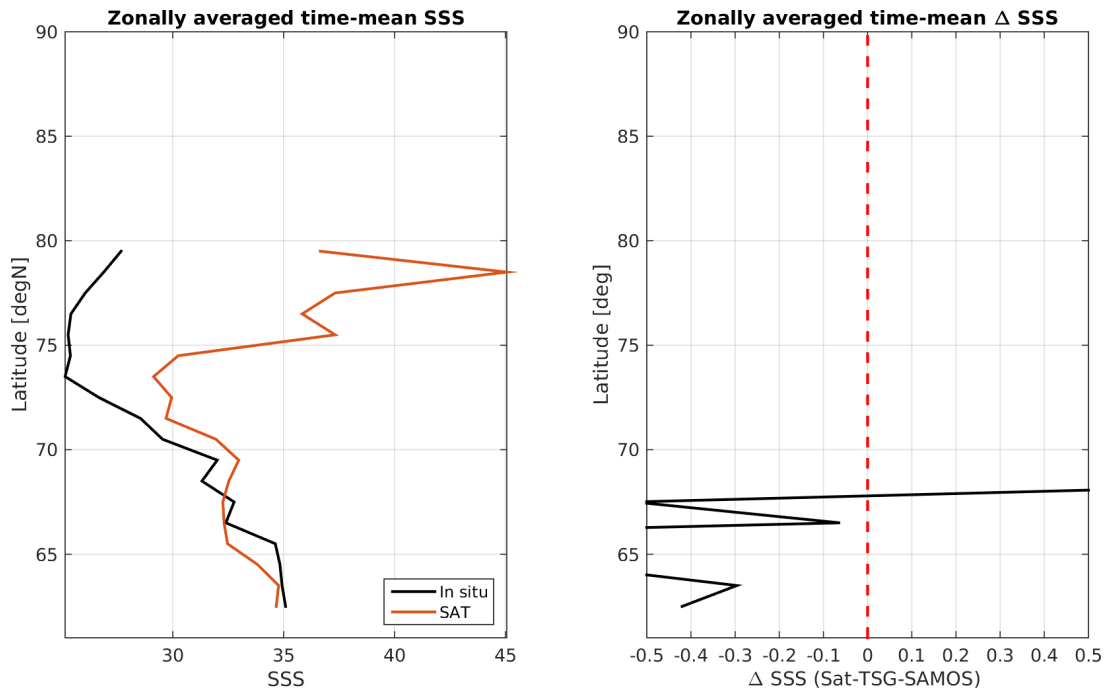 Zonally averaged time-mean SSS
90
85
80
75
70
65
Latitude [degN]
30 35 40 45
SSS
In situ
SAT
Zonally averaged time-mean Δ SSS
90
85
80
75
70
65
Latitude [deg]
-0.5 -0.4 -0.3 -0.2 -0.1 0 0.1 0.2 0.3 0.4 0.5
Δ SSS (Sat-TSG-SAMOS)